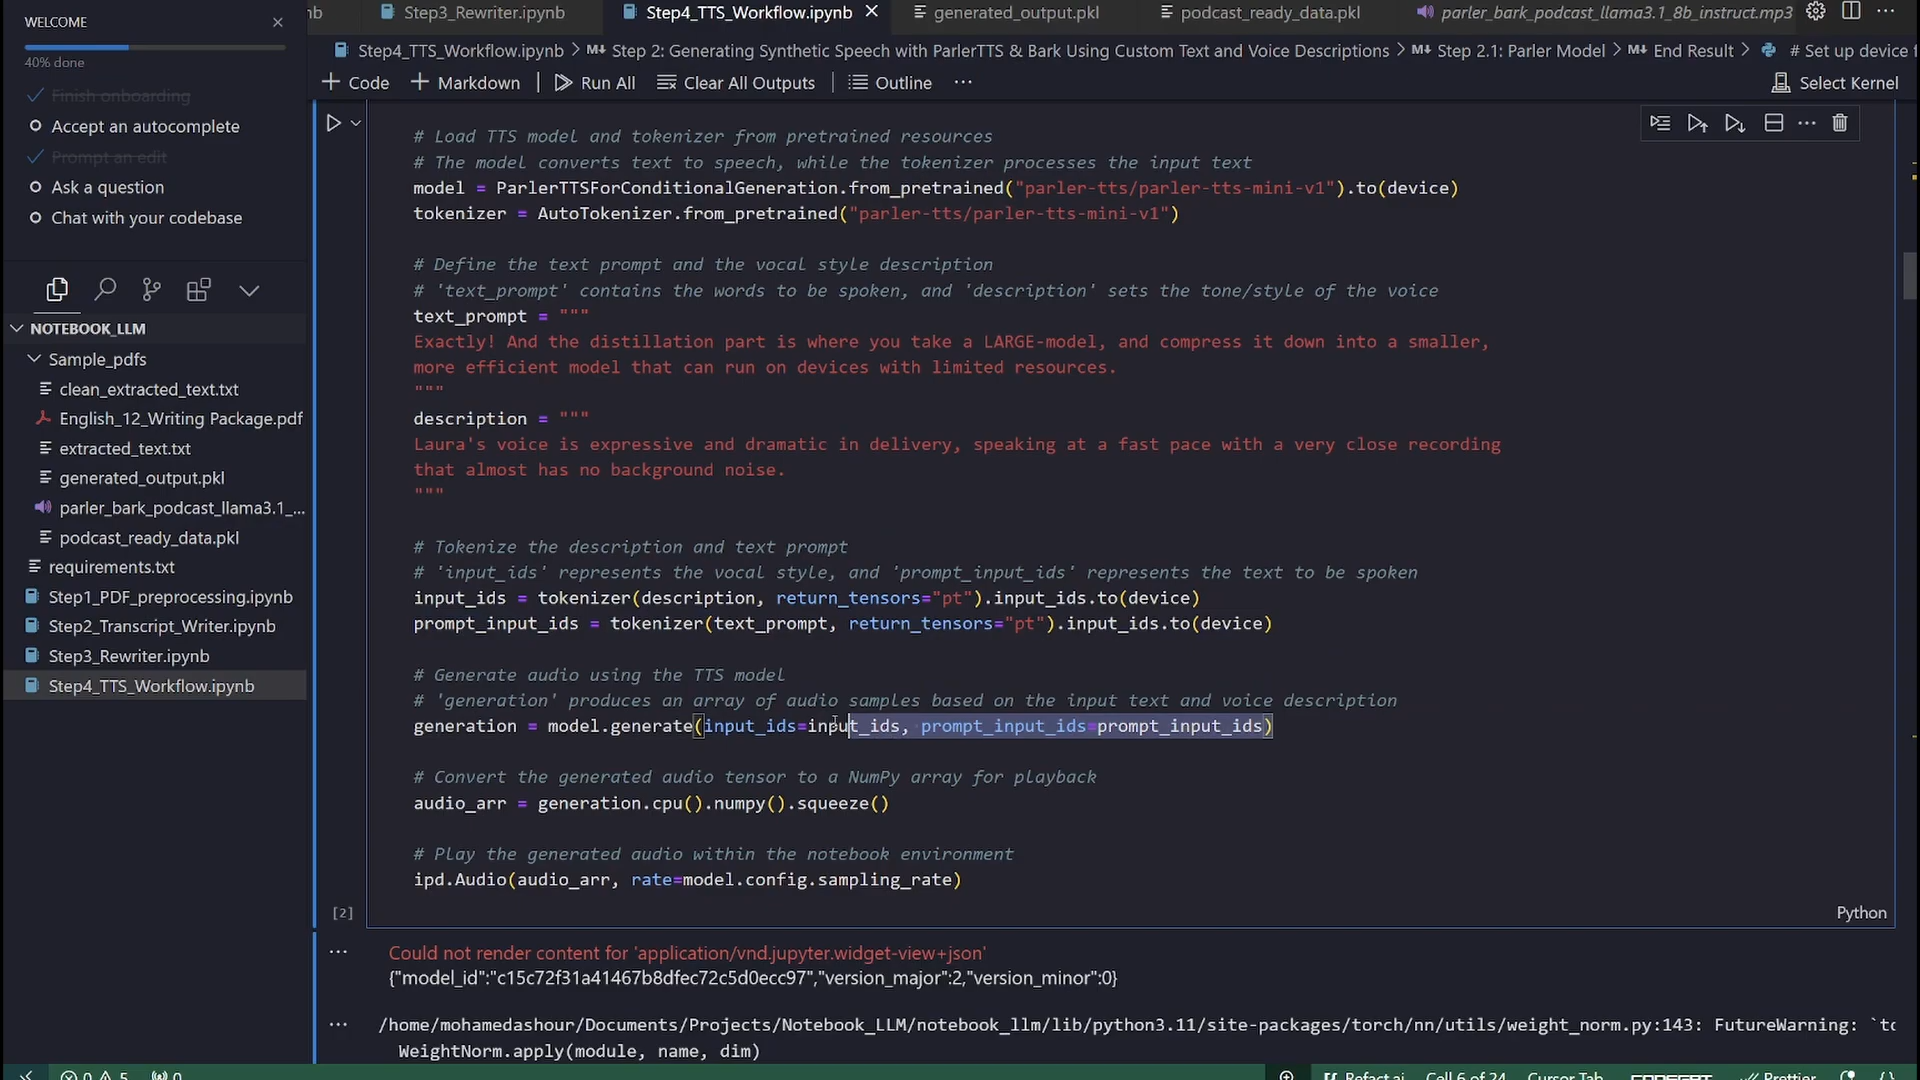 WELCOME
40% done
Finish onboarding
Accept an autocomplete
Prompt an edit
Ask a question
Chat with your codebase
NOTEBOOK_LLM
Sample_pdfs
clean_extracted_text.txt
English_12_Writing Package.pdf
extracted_text.txt
generated_output.pkl
parler_bark_podcast_llama3.1_...
podcast_ready_data.pkl
requirements.txt
Step1_PDF_preprocessing.ipynb
Step2_Transcript_Writer.ipynb
Step3_Rewriter.ipynb
Step4_TTS_Workflow.ipynb
nb Step3_Rewriter.ipynb Step4_TTS_Workflow.ipynb generated_output.pkl podcast_ready_data.pkl parler_bark_podcast_llama3.1_8b_instruct.mp3
Step4_TTS_Workflow.ipynb > M↓ Step 2: Generating Synthetic Speech with ParlerTTS & Bark Using Custom Text and Voice Descriptions > M↓ Step 2.1: Parler Model > M↓ End Result > # Set up device f
+ Code + Markdown | Run All Clear All Outputs | Outline ... Select Kernel
# Load TTS model and tokenizer from pretrained resources
# The model converts text to speech, while the tokenizer processes the input text
model = ParlerTTSForConditionalGeneration.from_pretrained("parler-tts/parler-tts-mini-v1").to(device)
tokenizer = AutoTokenizer.from_pretrained("parler-tts/parler-tts-mini-v1")
# Define the text prompt and the vocal style description
# 'text_prompt' contains the words to be spoken, and 'description' sets the tone/style of the voice
text_prompt = """
Exactly! And the distillation part is where you take a LARGE-model, and compress it down into a smaller,
more efficient model that can run on devices with limited resources.
"""
description = """
Laura's voice is expressive and dramatic in delivery, speaking at a fast pace with a very close recording
that almost has no background noise.
"""
# Tokenize the description and text prompt
# 'input_ids' represents the vocal style, and 'prompt_input_ids' represents the text to be spoken
input_ids = tokenizer(description, return_tensors="pt").input_ids.to(device)
prompt_input_ids = tokenizer(text_prompt, return_tensors="pt").input_ids.to(device)
# Generate audio using the TTS model
# 'generation' produces an array of audio samples based on the input text and voice description
generation = model.generate(input_ids=input_ids, prompt_input_ids=prompt_input_ids)
# Convert the generated audio tensor to a NumPy array for playback
audio_arr = generation.cpu().numpy().squeeze()
# Play the generated audio within the notebook environment
ipd.Audio(audio_arr, rate=model.config.sampling_rate)
[2] Python
Could not render content for 'application/vnd.jupyter.widget-view+json'
{"model_id":"c15c72f31a41467b8dfec72c5d0ecc97","version_major":2,"version_minor":0}
/home/mohamedashour/Documents/Projects/Notebook_LLM/notebook_llm/lib/python3.11/site-packages/torch/nn/utils/weight_norm.py:143: FutureWarning: `to
WeightNorm.apply(module, name, dim)
0 5 0 Refact.ai Cell 6 of 24 Cursor Tab Prettier